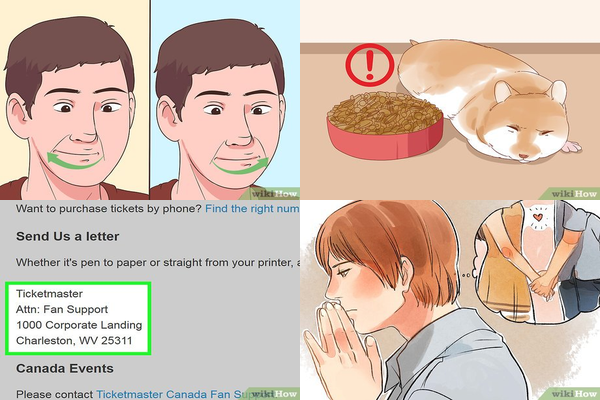 wikiHow
wikiHow
Want to purchase tickets by phone? Find the right num
Send Us a letter
Whether it's pen to paper or straight from your printer, a
Ticketmaster
Attn: Fan Support
1000 Corporate Landing
Charleston, WV 25311
Canada Events
Please contact Ticketmaster Canada Fan Su
wikiHow
wikiHow